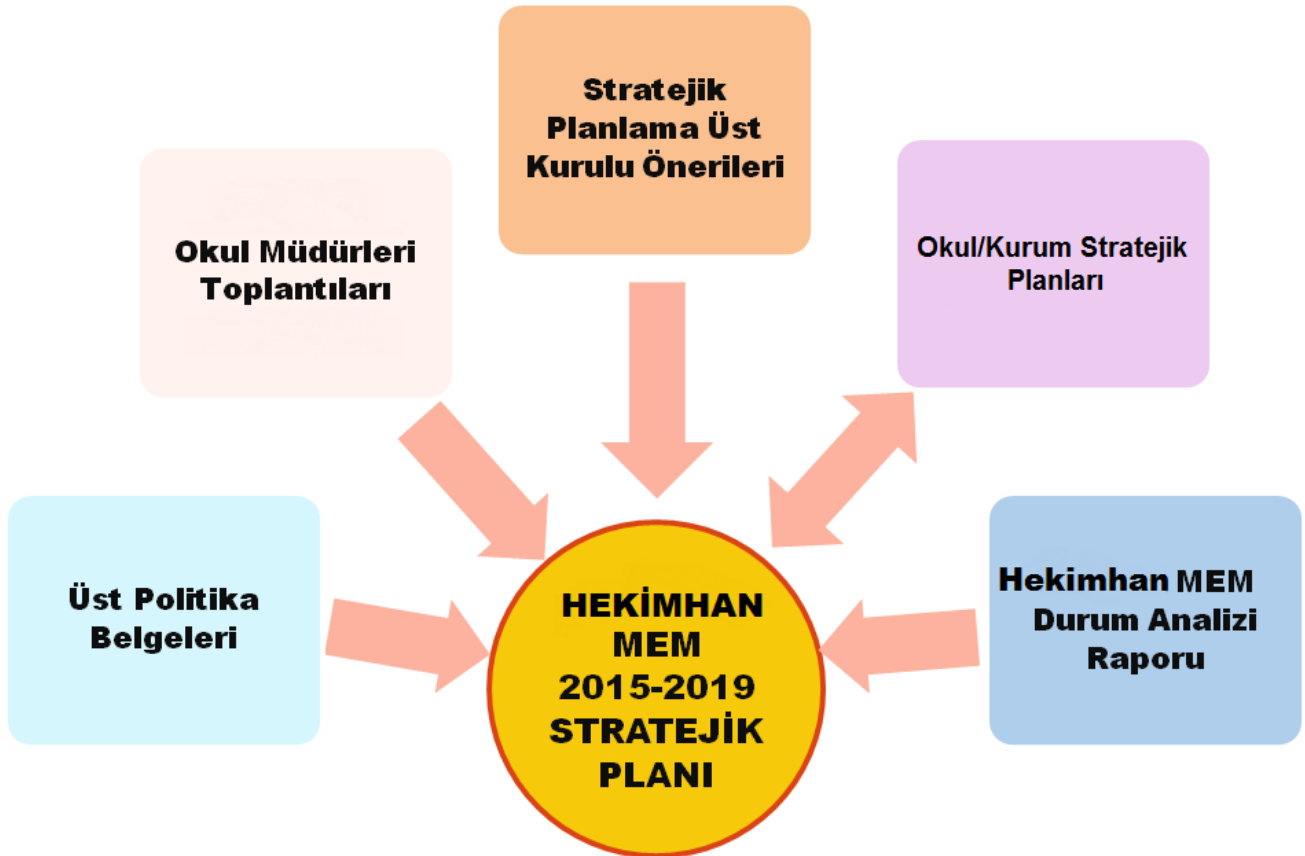 Stratejik
Planlama Üst
Kurulu Önerileri
Okul Müdürleri
Toplantıları
Okul/Kurum Stratejik
Planları
Üst Politika
Belgeleri
Hekimhan MEM
Durum Analizi
Raporu
HEKİMHAN
MEM
2015-2019
STRATEJİK
PLANI